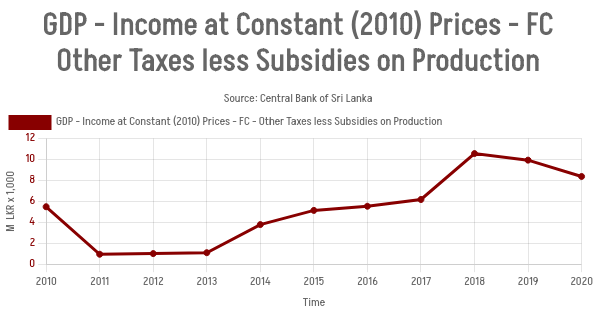 GDP - Income at Constant (2010) Prices - FC
Other Taxes less Subsidies on Production
Source: Central Bank of Sri Lanka
GDP - Income at Constant (2010) Prices - FC - Other Taxes less Subsidies on Production
M LKR x 1,000
12
10
8
6
4
2
0
2010 2011 2012 2013 2014 2015 2016 2017 2018 2019 2020
Time